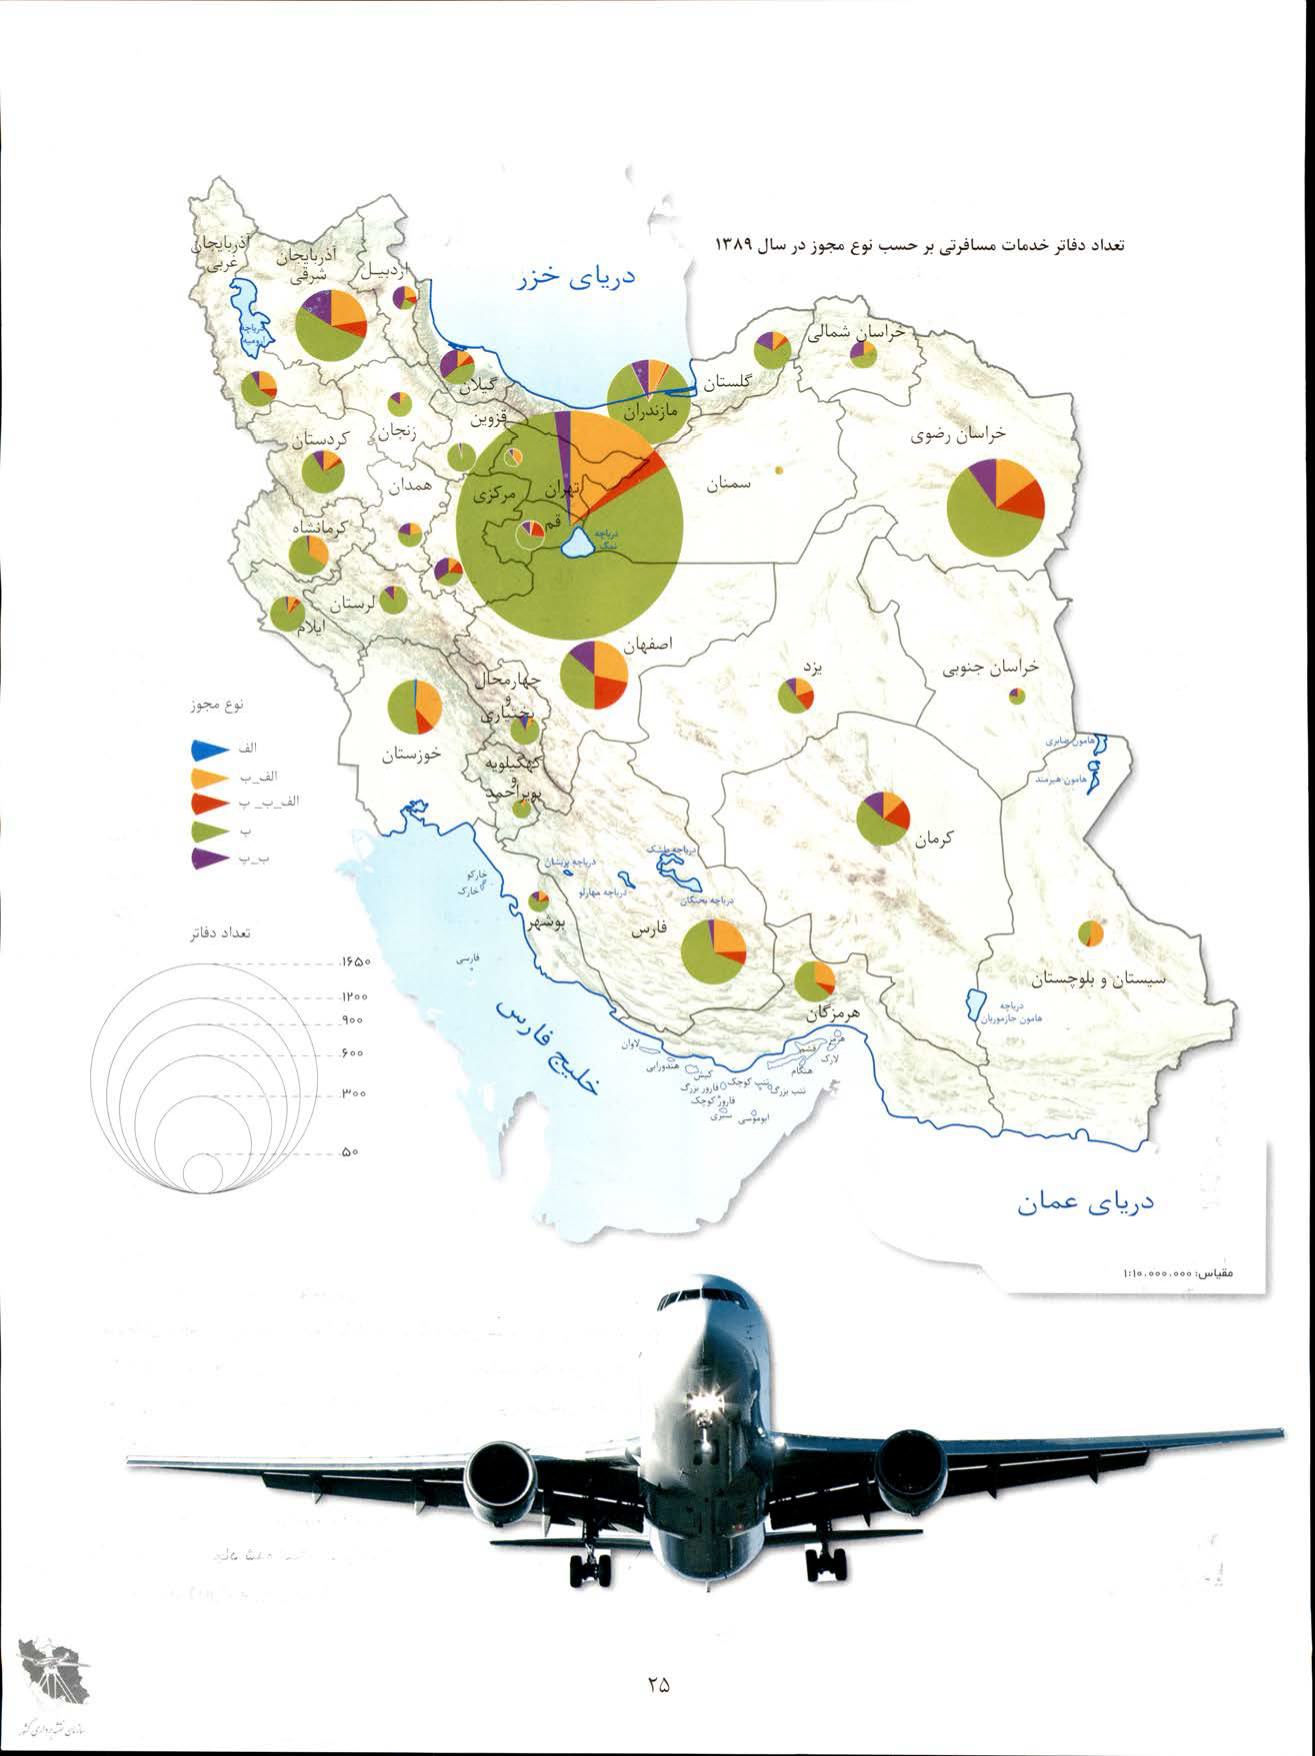 تعداد دفاتر خدمات مسافرتی بر حسب نوع مجوز در سال ۱۳۸۹
دریای خزر
آذربایجان
غربی
آذربایجان
شرقی
اردبیـل
دریاچه
ارومیه
گیلان
مازندران
گلستان
خراسان شمالی
خراسان رضوی
قزوین
زنجان
کردستان
همدان
مرکزی
تهران
سمنان
قم
دریاچه
نمک
کرمانشاه
لرستان
ایلام
اصفهان
یزد
خراسان جنوبی
چهارمحال
و
بختیاری
خوزستان
کهگیلویه
و
بویراحمد
هامون صابری
هامون هیرمند
کرمان
دریاچه طشک
دریاچه پریشان
دریاچه مهارلو
دریاچه بختگان
فارس
بوشهر
خارکو
خارک
فارسی
هرمزگان
سیستان و بلوچستان
دریاچه
هامون جازموریان
خلیج فارس
لاوان
هندورابی
کیش
هرمز
قشم
لارک
هنگام
تنب کوچک
تنب بزرگ
فارور بزرگ
فارور کوچک
سیری
ابوموسی
دریای عمان
نوع مجوز
الف
الف_ب
الف_ب_پ
ب
ب_پ
تعداد دفاتر
۱۶۵۰
۱۲۰۰
۹۰۰
۶۰۰
۳۰۰
۵۰
مقیاس: ۱:۱۰.۰۰۰.۰۰۰
۲۵
سازمان نقشه‌برداری کشور